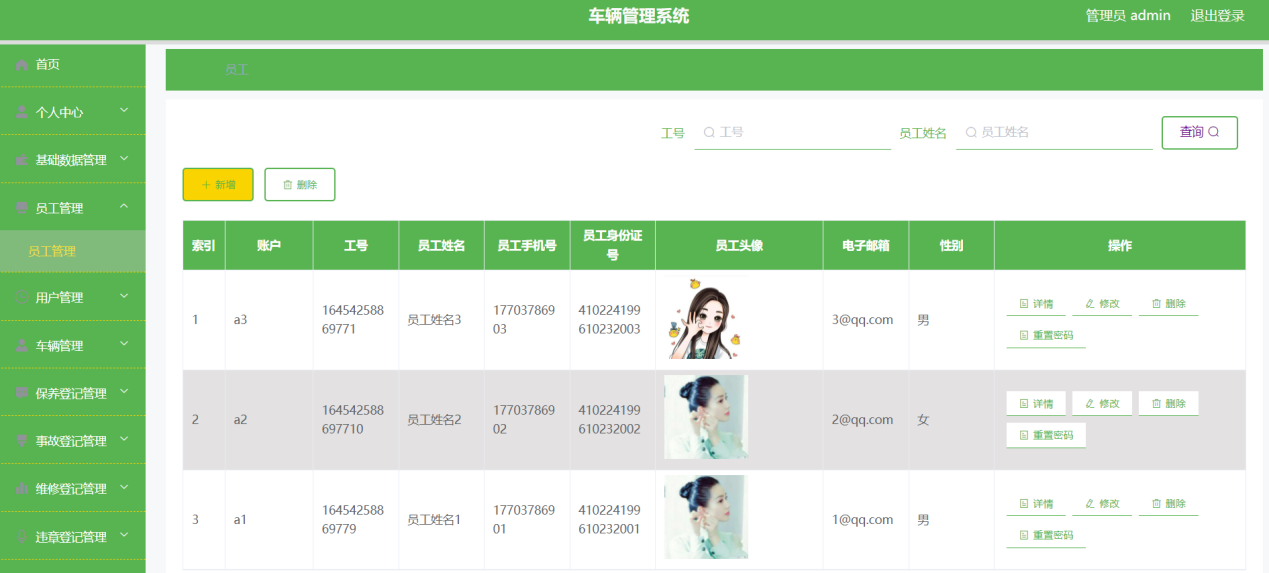 车辆管理系统
管理员 admin 退出登录
首页
个人中心
基础数据管理
员工管理
员工管理
用户管理
车辆管理
保养登记管理
事故登记管理
维修登记管理
违章登记管理
员工
工号 工号 员工姓名 员工姓名 查询
新增 删除
索引 账户 工号 员工姓名 员工手机号 员工身份证 员工头像 电子邮箱 性别 操作
号
1 a3 164542588 员工姓名3 177037869 410224199 3@qq.com 男 详情 修改 删除
69771 03 610232003 重置密码
2 a2 164542588 员工姓名2 177037869 410224199 2@qq.com 女 详情 修改 删除
697710 02 610232002 重置密码
3 a1 164542588 员工姓名1 177037869 410224199 1@qq.com 男 详情 修改 删除
69779 01 610232001 重置密码